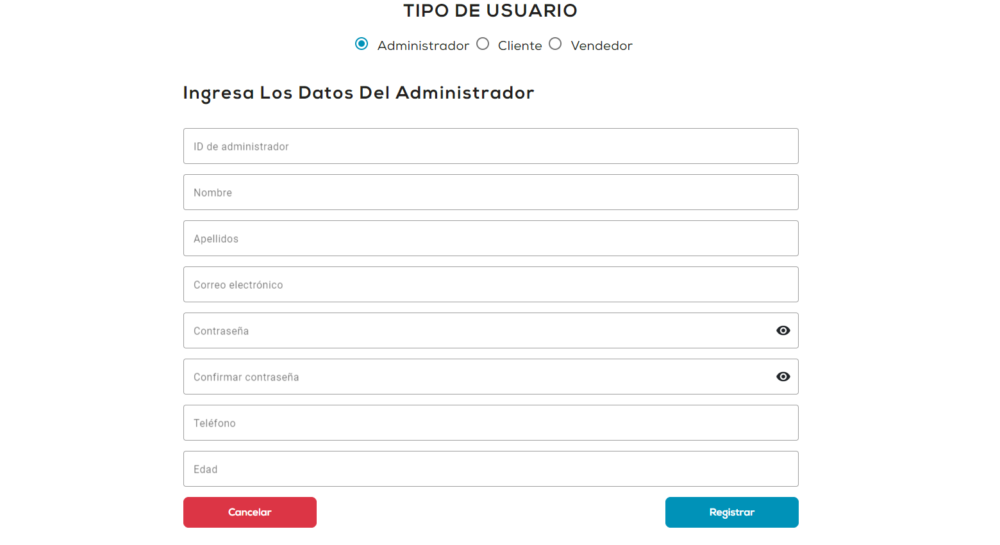 TIPO DE USUARIO
Administrador Cliente Vendedor
Ingresa Los Datos Del Administrador
ID de administrador
Nombre
Apellidos
Correo electrónico
Contraseña
Confirmar contraseña
Teléfono
Edad
Cancelar Registrar